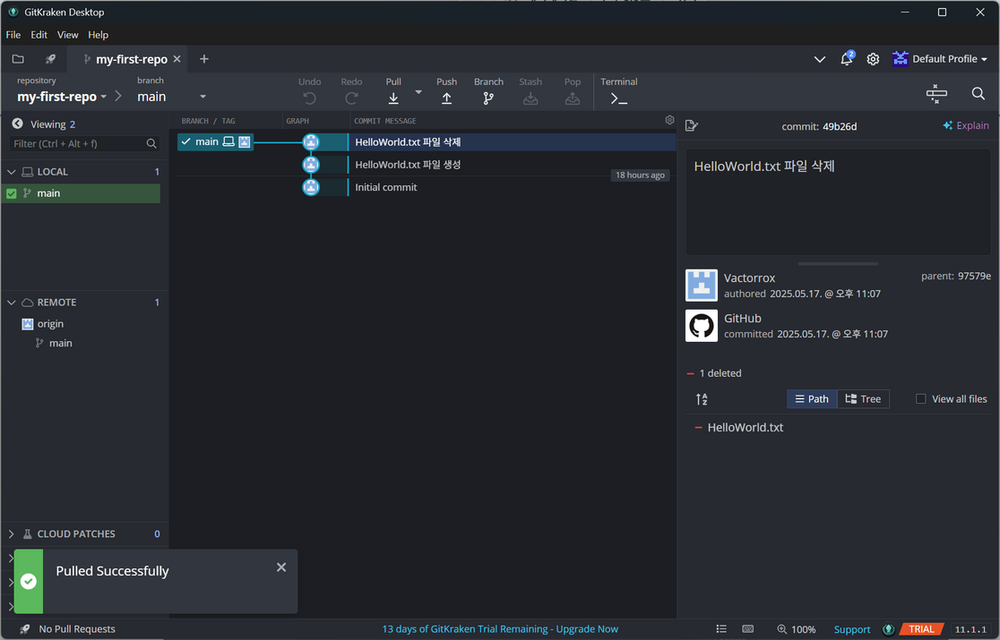 GitKraken Desktop
File Edit View Help
my-first-repo
2
Default Profile
repository
my-first-repo
branch
main
Undo Redo Pull Push Branch Stash Pop Terminal
Viewing 2
Filter (Ctrl + Alt + f)
LOCAL 1
main
REMOTE 1
origin
main
CLOUD PATCHES 0
BRANCH / TAG GRAPH COMMIT MESSAGE
main HelloWorld.txt 파일 삭제
HelloWorld.txt 파일 생성
18 hours ago
Initial commit
commit: 49b26d
Explain
HelloWorld.txt 파일 삭제
Vactorrox
authored 2025.05.17. @ 오후 11:07
parent: 97579e
GitHub
committed 2025.05.17. @ 오후 11:07
1 deleted
A
Z
Path Tree View all files
HelloWorld.txt
Pulled Successfully
No Pull Requests
13 days of GitKraken Trial Remaining - Upgrade Now
100%
Support
TRIAL
11.1.1